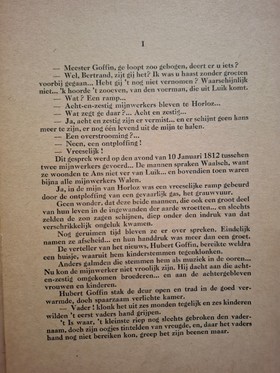 1
— Meester Goffin, ge loopt zoo gebogen, deert er u iets ?
— Wel, Bertrand, zijt gij het? Ik was u haast zonder groeten
voorbij gegaan... Hebt gij 't nog niet vernomen? Waarschijnlijk
niet... 'k hoorde 't zooeven, van den voerman, die uit Luik komt.
— Wat ? Een ramp...
— Acht-en-zestig mijnwerkers bleven te Horloz...
— Wat zegt ge daar ?... Acht en zestig...
— Ja, acht en zestig zijn er vermist... en er schijnt geen hans
meer te zijn, er nog één levend uit de mijn te halen.
— Een overstrooming ?...
— Neen, een ontploffing !
— Vreeselijk !
Dit gesprek werd op den avond van 10 Januari 1812 tusschen
twee mijnwerkers gevoerd... De mannen spraken Waalsch, want
ze woonden te Ans niet ver van Luik... en bovendien toen waren
bijna alle mijnwerkers Walen.
Ja, in de mijn van Horloz was een vreeselijke ramp gebeurd
door de ontploffing van een gevaarlijk gas, het grauwvuur.
Geen wonder, dat deze beide mannen, die ook een groot deel
van hun leven in de ingewanden der aarde wroetten... en slechts
zelden de zon zagen schijnen, diep onder den indruk van dat
verschrikkelijk ongeluk kwamen.
Nog geruimen tijd bleven ze er over spreken. Eindelijk
namen ze afscheid... en hun handdruk was meer dan groet.
De verteller van het nieuws, Hubert Goffin, bereikte weldra
een huisje, waaruit hem kinderstemmen tegenklonken.
Anders galmden die stemmen hem als muziek in de ooren...
Nu kon de mijnwerker niet vroolijk zijn. Hij dacht aan die acht-
en-zestig omgekomen broederen... en aan de achtergebleven
vrouwen en kinderen.
Hubert Goffin stak de deur open en trad in de goed ver-
warmde, doch spaarzaam verlichte kamer.
— Vader ! klonk het uit zes monden tegelijk en zes kinderen
wilden 't eerst vaders hand grijpen.
't Is waar, 't kleinste riep nog slechts gebroken den vader-
naam, doch zijn oogjes tintelden van vreugde, en daar het vaders
hand nog niet bereiken kon, greep het zijn beenen maar.